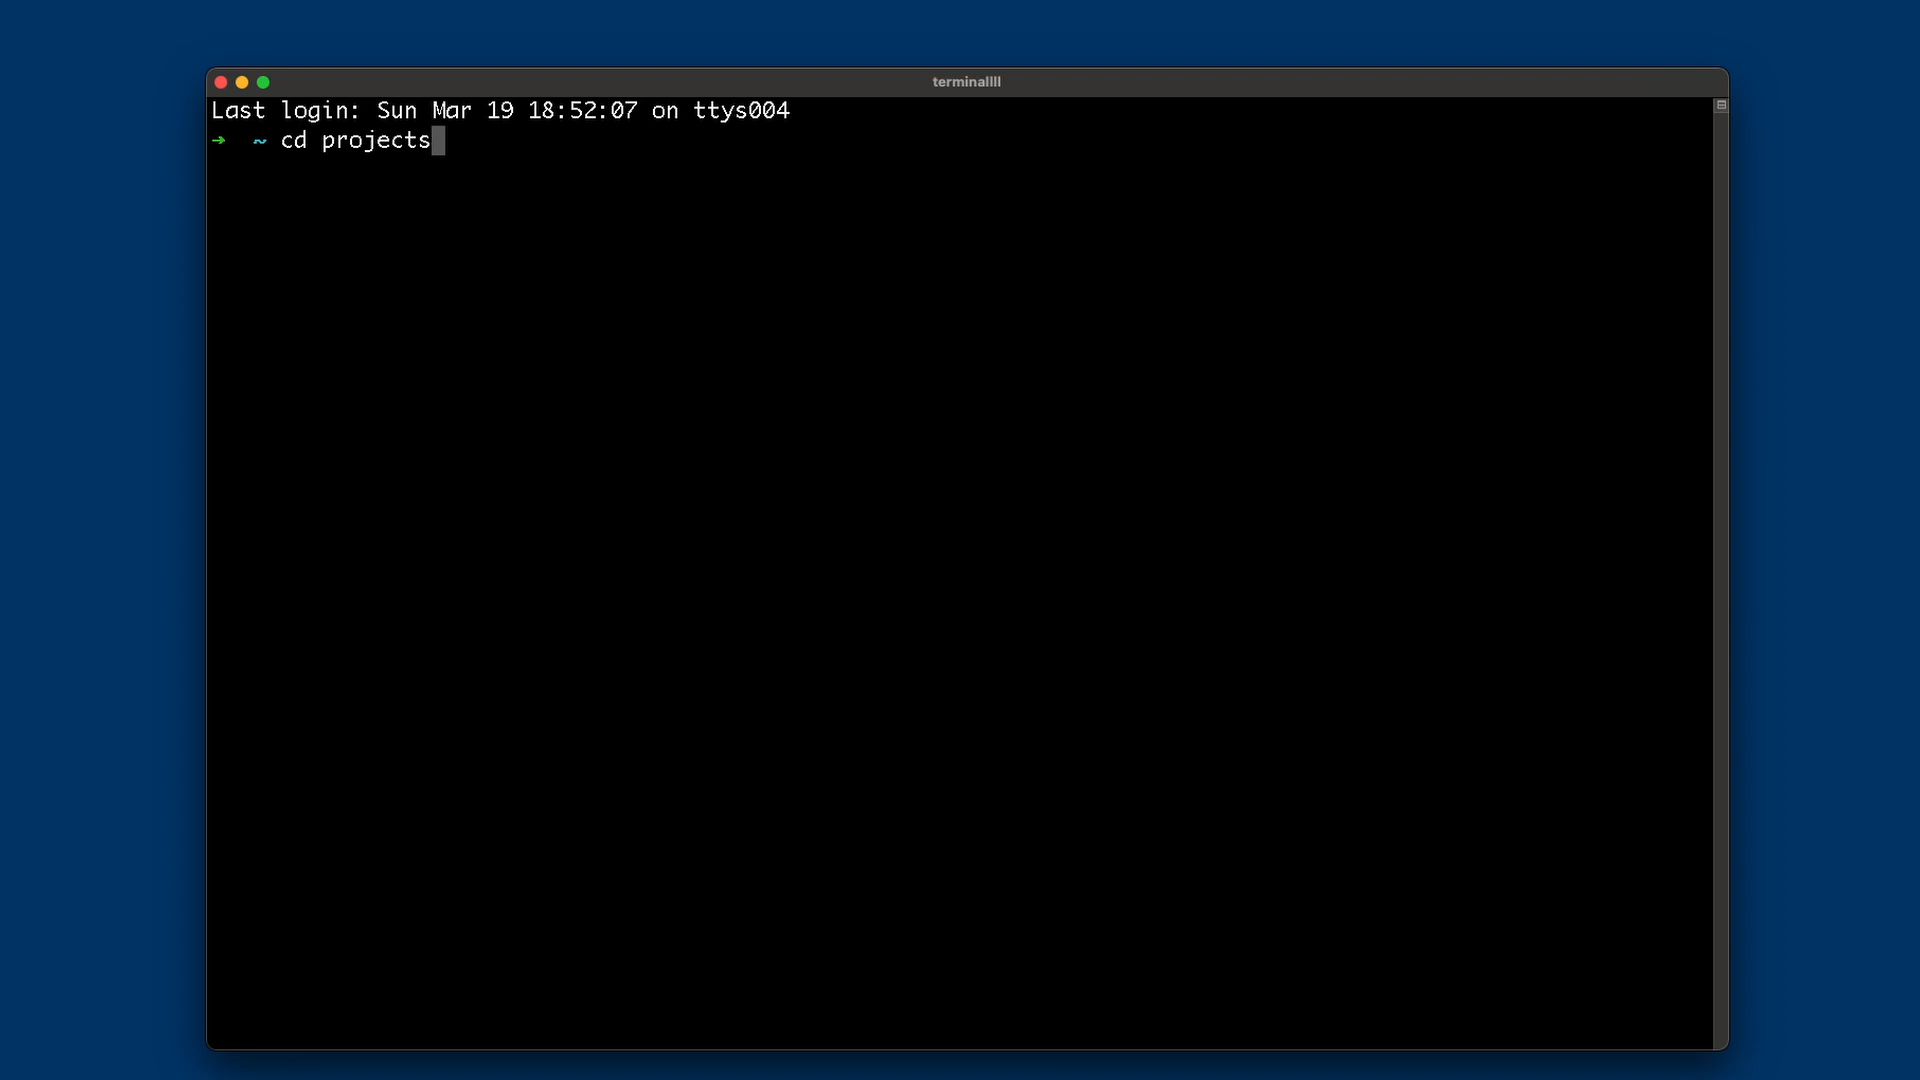 terminallll
Last login: Sun Mar 19 18:52:07 on ttys004
➜ ~ cd projects